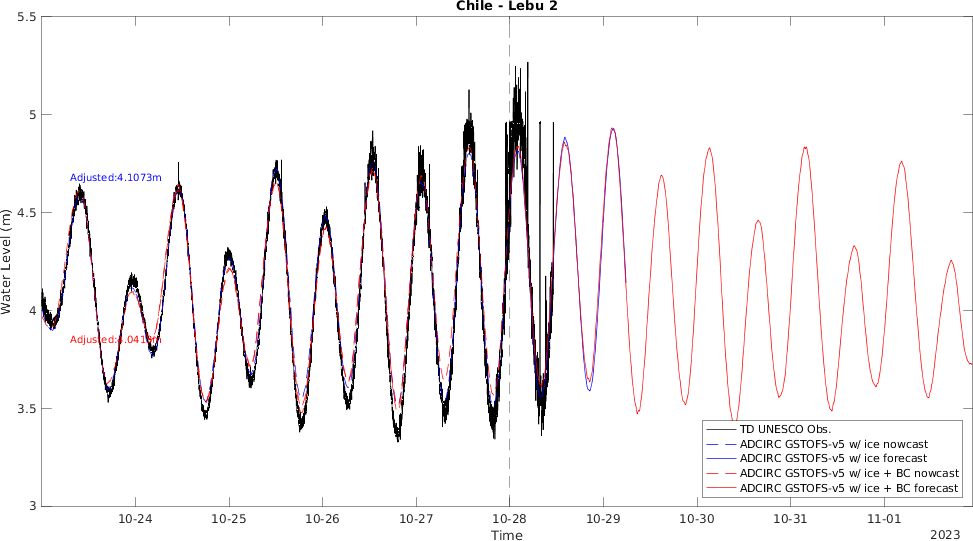 Chile - Lebu 2
5.5
5
4.5
4
3.5
3
Water Level (m)
Adjusted:4.1073m
TD UNESCO Obs.
ADCIRC GSTOFS-v5 w/ ice nowcast
ADCIRC GSTOFS-v5 w/ ice forecast
ADCIRC GSTOFS-v5 w/ ice + BC nowcast
ADCIRC GSTOFS-v5 w/ ice + BC forecast
10-24 10-25 10-26 10-27 10-28 10-29 10-30 10-31 11-01
Time
2023